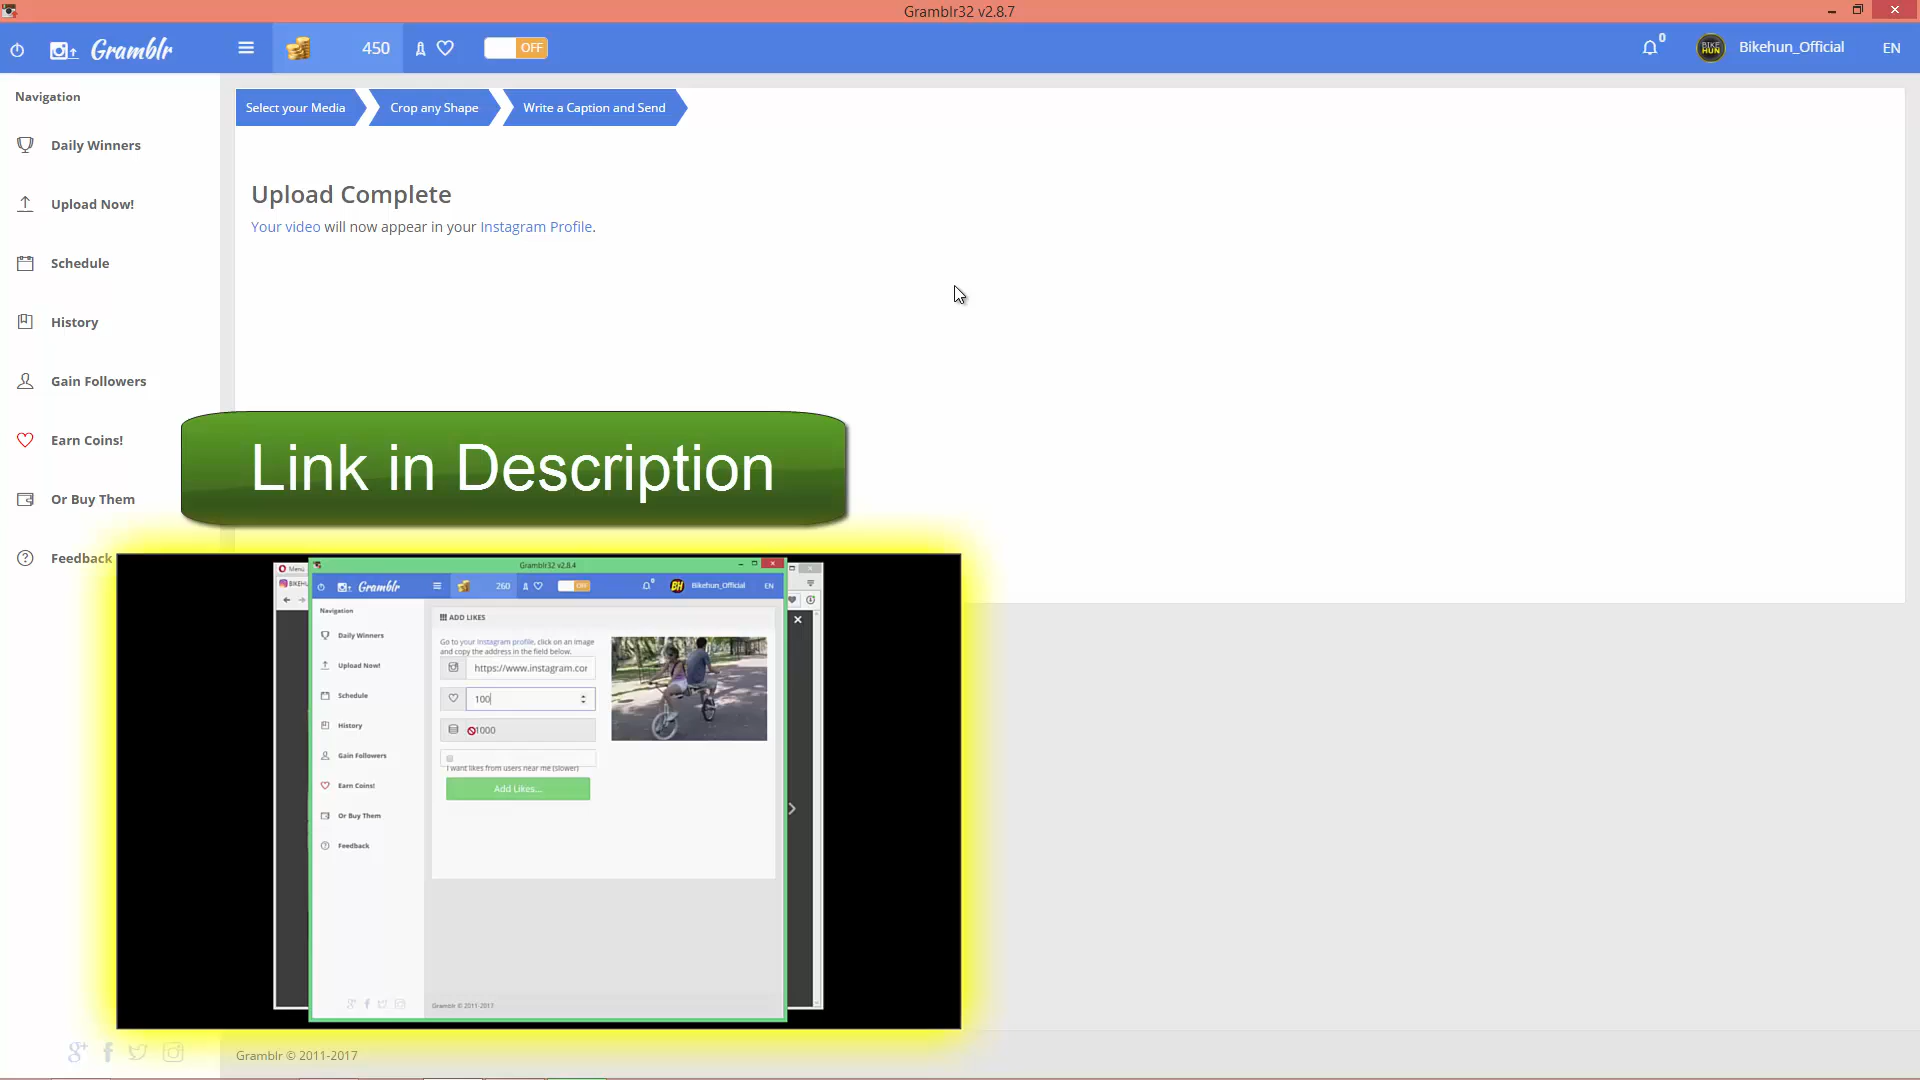 Gramblr32 v2.8.7
Gramblr
450
OFF
0
Bikehun_Official
EN
Navigation
Daily Winners
Upload Now!
Schedule
History
Gain Followers
Earn Coins!
Or Buy Them
Feedback
Select your Media
Crop any Shape
Write a Caption and Send
Upload Complete
Your video will now appear in your Instagram Profile.
Link in Description
Menü
Gramblr32 v2.8.4
BIKEHU
Gramblr
260
OFF
Bikehun_Official
EN
Navigation
Daily Winners
Upload Now!
Schedule
History
Gain Followers
Earn Coins!
Or Buy Them
Feedback
ADD LIKES
Go to your Instagram profile, click on an image
and copy the address in the field below.
https://www.instagram.cor
100
1000
I want likes from users near me (slower)
Add Likes...
Gramblr © 2011-2017
Gramblr © 2011-2017